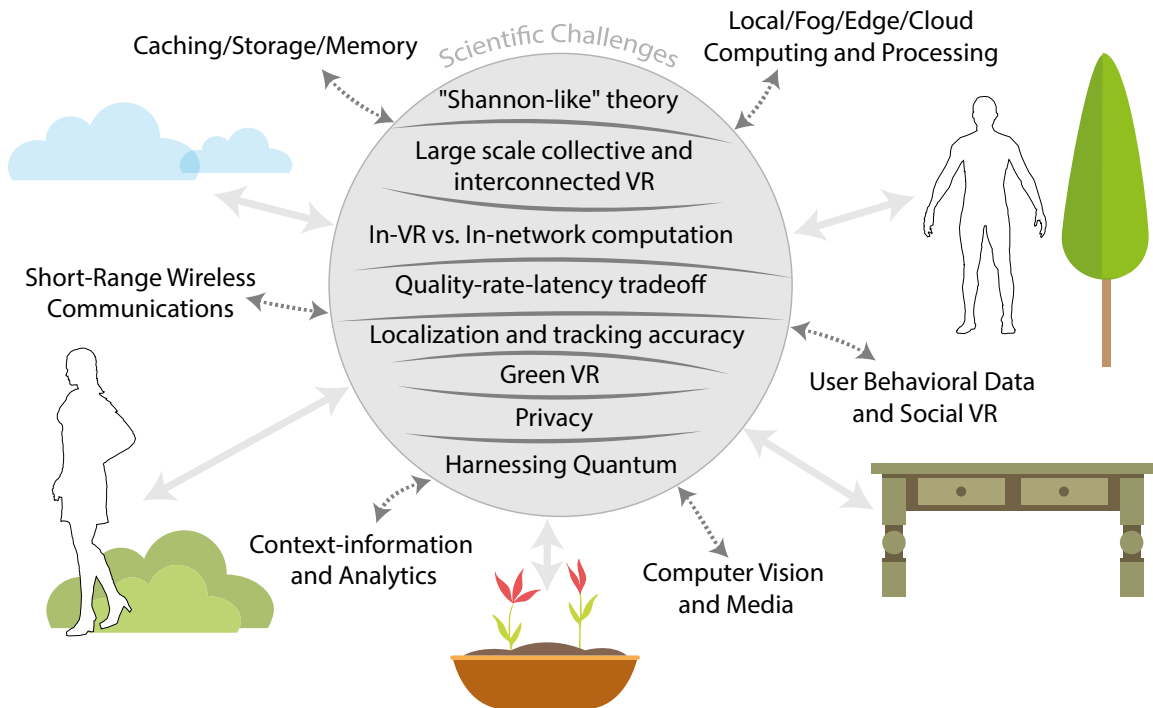 Scientific Challenges
Caching/Storage/Memory
Local/Fog/Edge/Cloud
Computing and Processing
"Shannon-like" theory
Large scale collective and
interconnected VR
In-VR vs. In-network computation
Quality-rate-latency tradeoff
Localization and tracking accuracy
Green VR
Privacy
Harnessing Quantum
Short-Range Wireless
Communications
User Behavioral Data
and Social VR
Context-information
and Analytics
Computer Vision
and Media